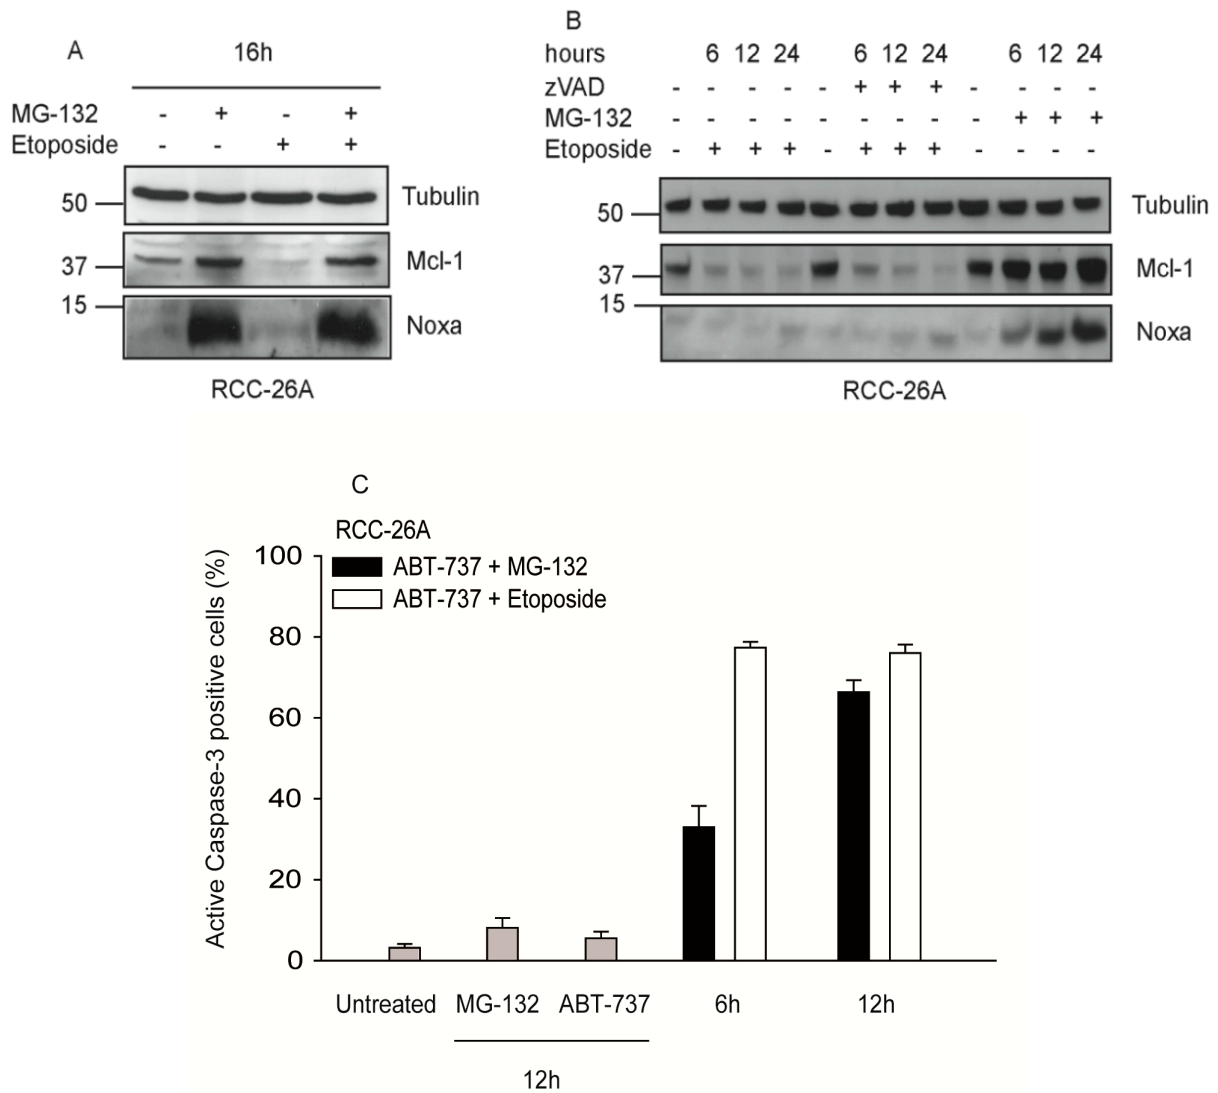 A
16h
MG-132 - + - +
Etoposide - - + +
50 Tubulin
37 Mcl-1
15 Noxa
RCC-26A
B
hours 6 12 24 6 12 24 6 12 24
zVAD - - - - - + + + - - - -
MG-132 - - - - - - - - - + + +
Etoposide - + + + - + + + - - - -
50 Tubulin
37 Mcl-1
15 Noxa
RCC-26A
C
RCC-26A
ABT-737 + MG-132
ABT-737 + Etoposide
Active Caspase-3 positive cells (%)
100
80
60
40
20
0
Untreated MG-132 ABT-737 6h 12h
12h